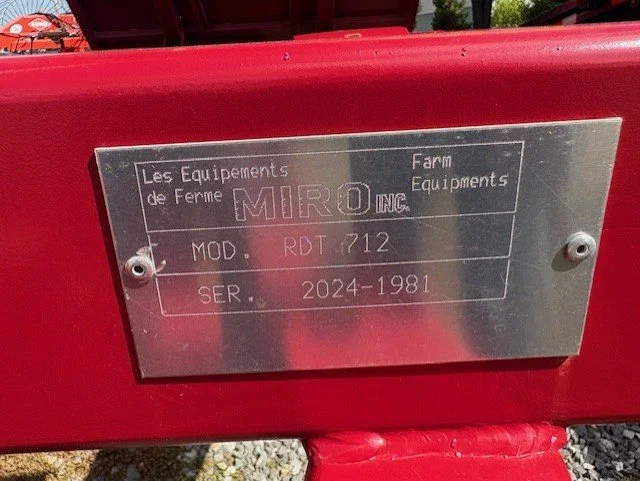 Les Equipements
de Ferme
MIRO INC.
Farm
Equipments
MOD. RDT 712
SER. 2024-1981